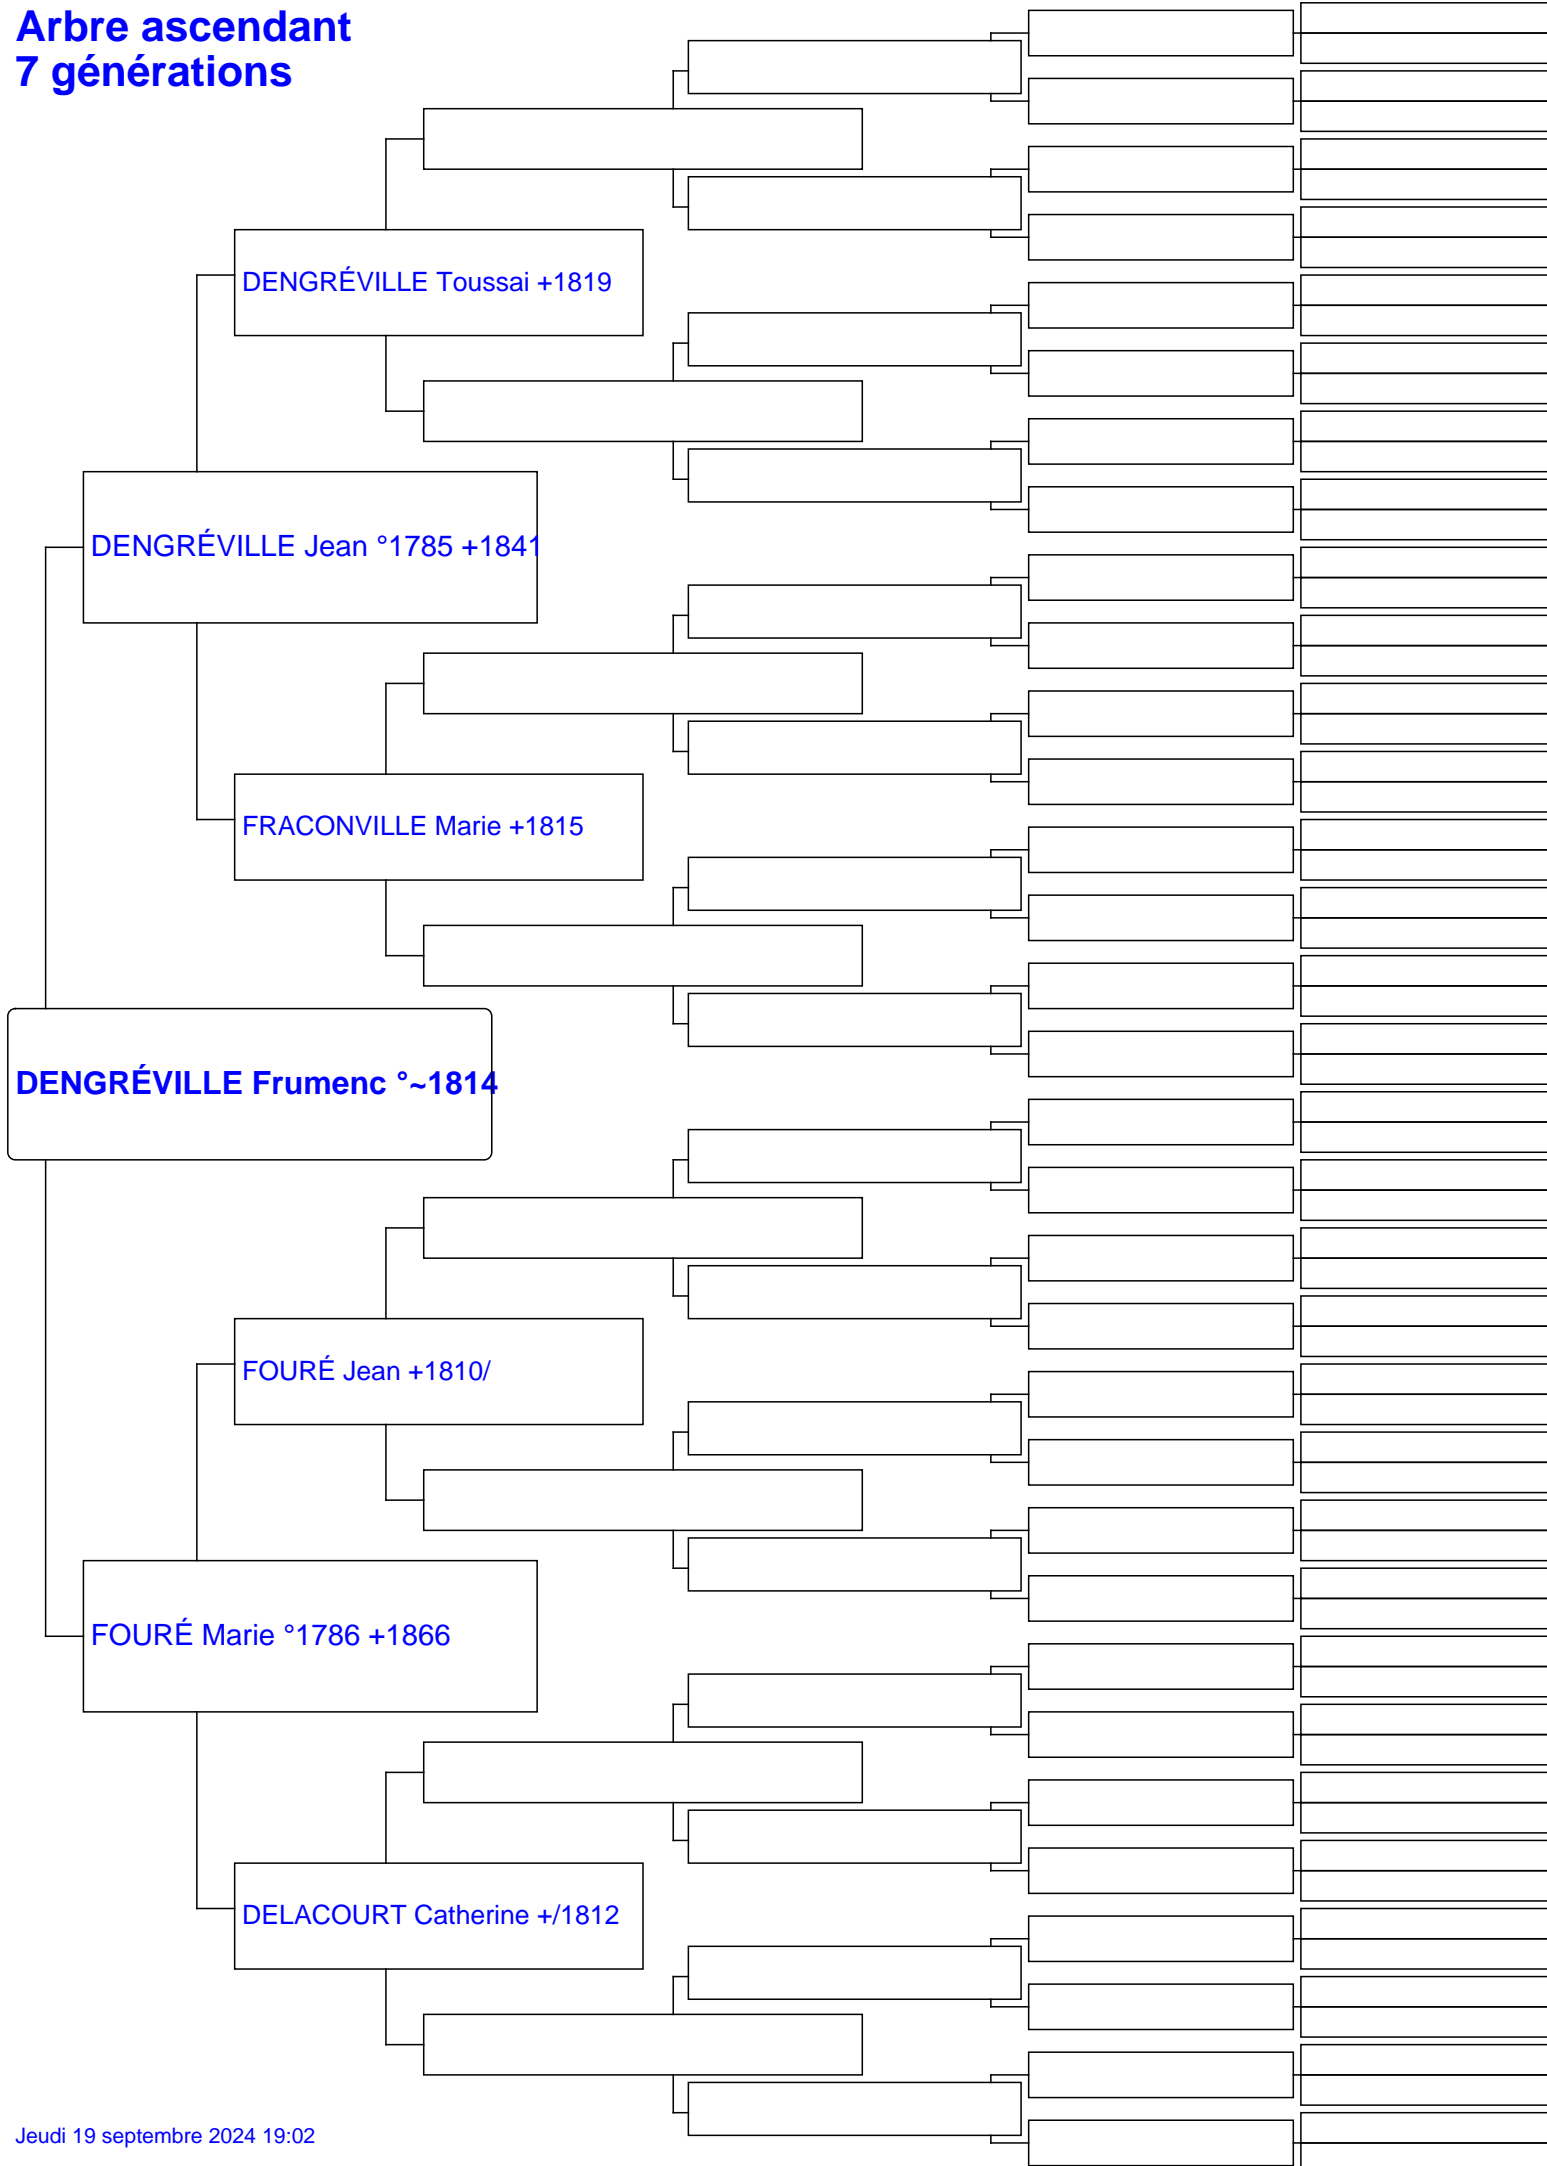 Arbre ascendant
7 générations
DENGRÉVILLE Toussai +1819
DENGRÉVILLE Jean °1785 +1841
FRACONVILLE Marie +1815
DENGRÉVILLE Frumenc °~1814
FOURÉ Jean +1810/
FOURÉ Marie °1786 +1866
DELACOURT Catherine +/1812
Jeudi 19 septembre 2024 19:02